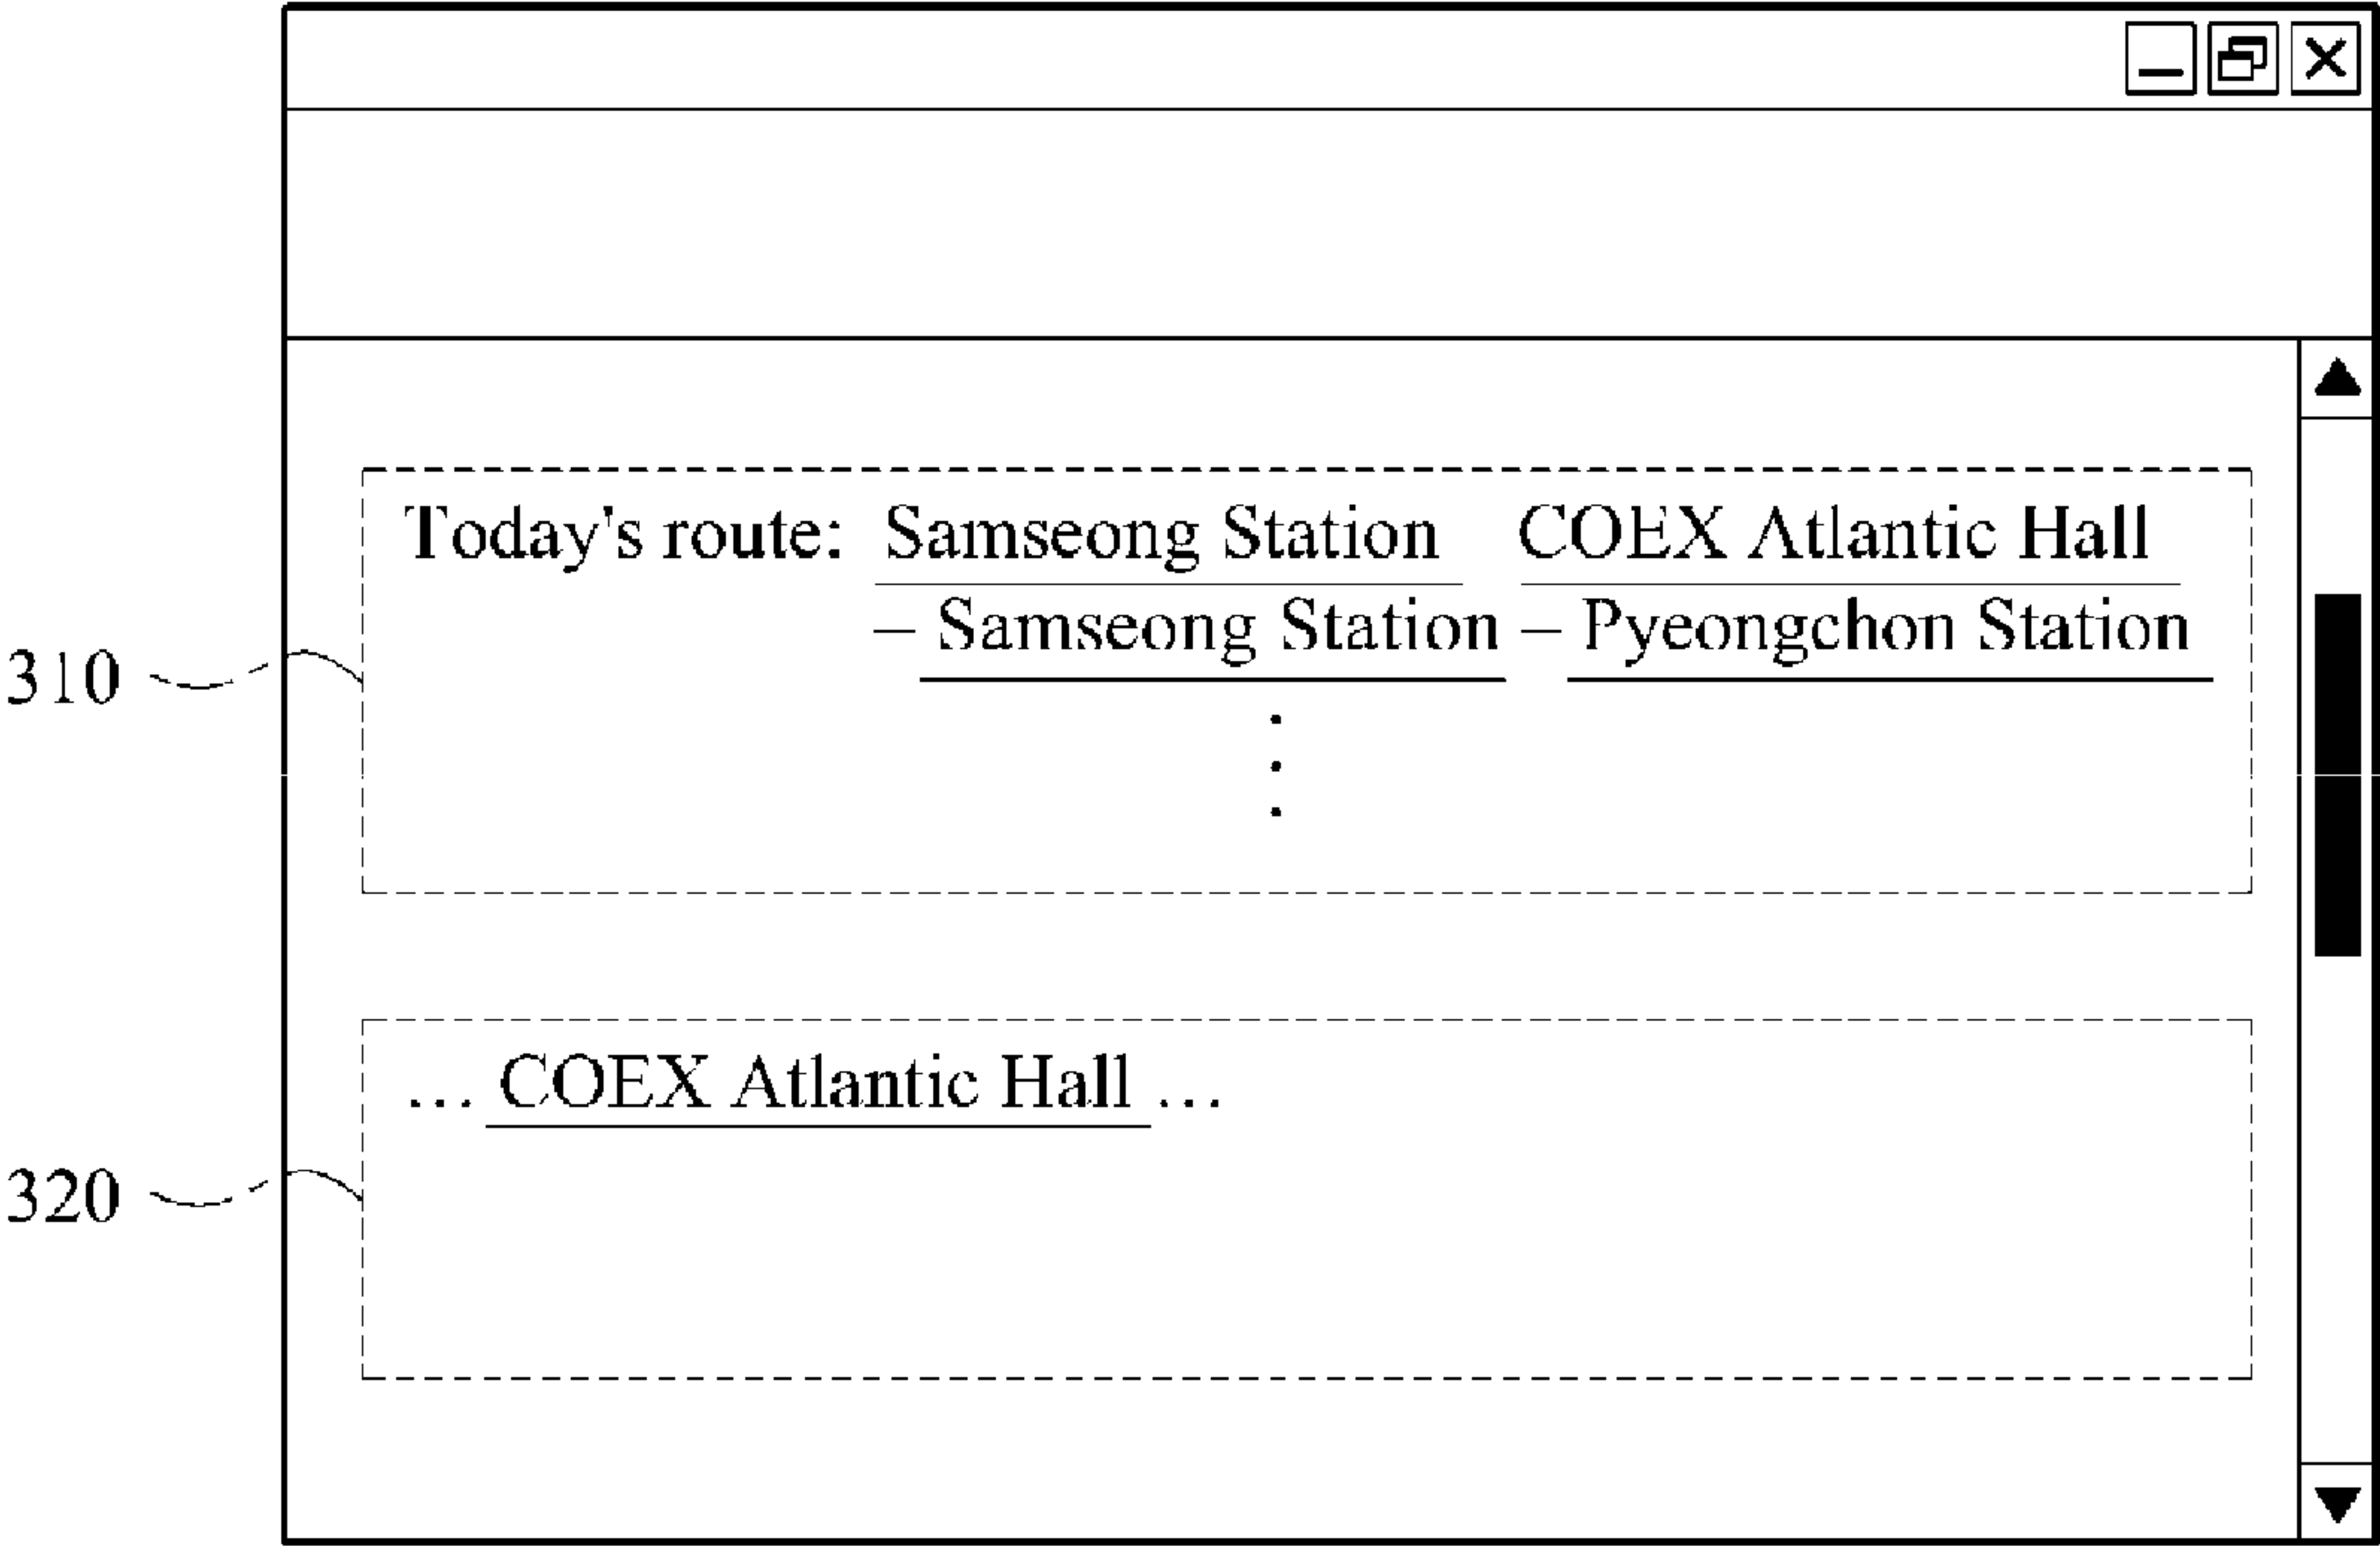 Today's route: Samseong Station COEX Atlantic Hall
– Samseong Station – Pyeongchon Station
310
... COEX Atlantic Hall ...
320